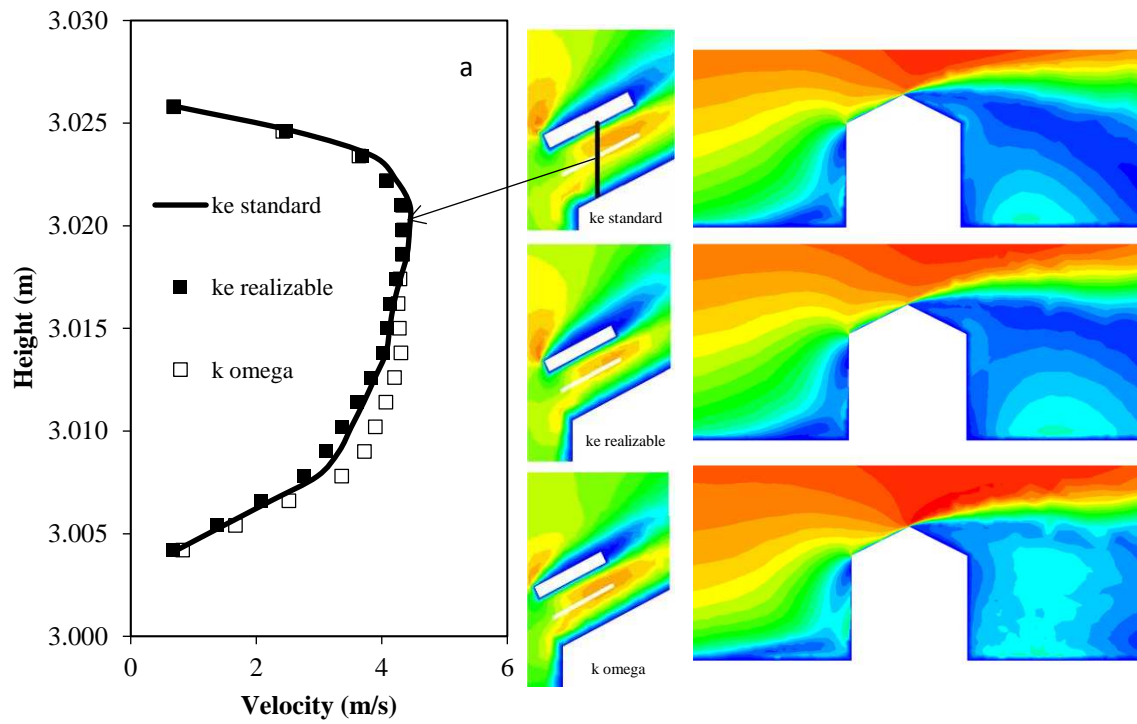 3.030
3.025
3.020
3.015
3.010
3.005
3.000
Height (m)
0
2
4
6
Velocity (m/s)
a
ke standard
ke realizable
k omega
ke standard
ke realizable
k omega